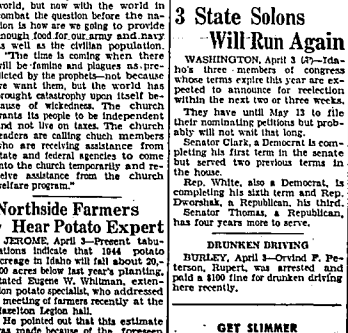 world, but now with the world in
combat the question before the na-
tion is how are we going to provide
enough food for our army and navy
as well as the civilian population.
"The time is coming when there
will be famine and plagues as pre-
dicted by the prophets—not because
we want them, but the world has
brought catastrophy upon itself be-
cause of wickedness. The church
wants its people to be independent
and not live on taxes. The church
leaders are calling chuch members
who are receiving assistance from
state and federal agencies to come
into the church temporarily and re-
ceive assistance from the church
welfare program."
Northside Farmers
Hear Potato Expert
JEROME, April 3—Present tabu-
lations indicate that 1944 potato
acreage in Idaho will fall about 20,-
000 acres below last year's planting,
stated Eugene W. Whitman, exten-
sion potato specialist, who addressed
a meeting of farmers recently at the
Hazelton Legion hall.
He pointed out that this estimate
was made because of the foreseen
3 State Solons
Will Run Again
WASHINGTON, April 3 (AP)—Ida-
ho's three members of congress
whose terms expire this year are ex-
pected to announce for reelection
within the next two or three weeks.
They have until May 13 to file
their nominating petitions but prob-
ably will not wait that long.
Senator Clark, a Democrat is com-
pleting his first term in the senate
but served two previous terms in
the house.
Rep. White, also a Democrat, is
completing his sixth term and Rep.
Dworshak, a Republican, his third.
Senator Thomas, a Republican,
has four years more to serve.
DRUNKEN DRIVING
BURLEY, April 3—Orvind F. Pe-
terson, Rupert, was arrested and
paid a $100 fine for drunken driving
here recently.
GET SLIMMER